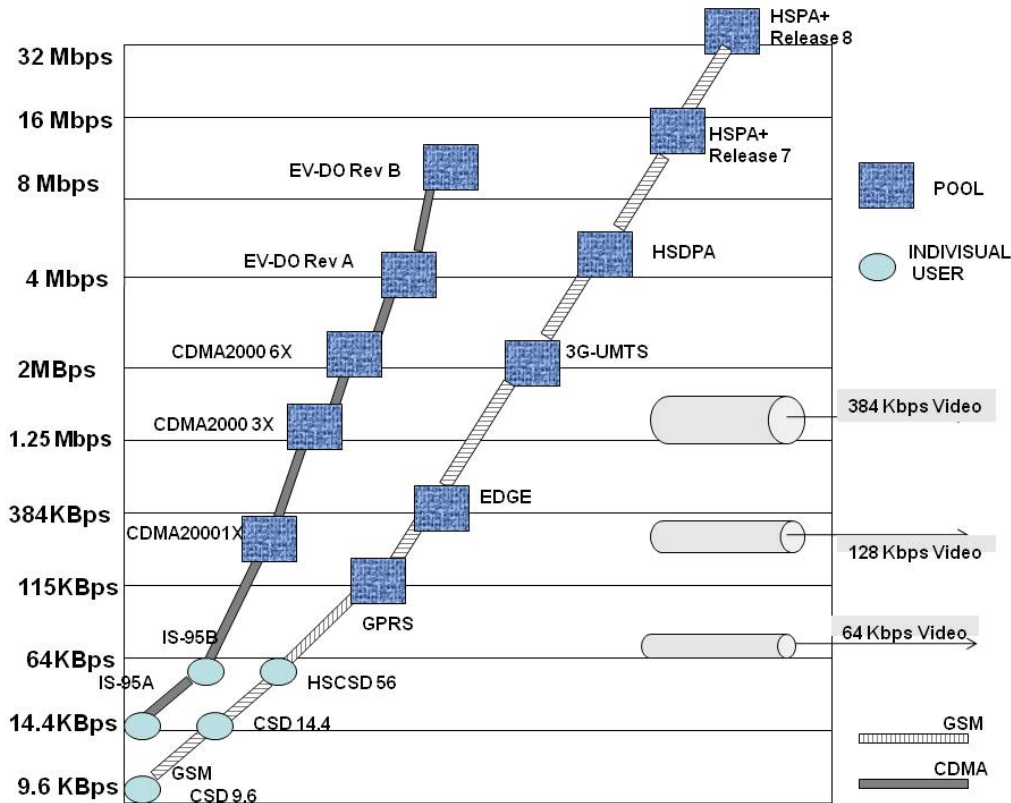 HSPA+
Release 8
32 Mbps
16 Mbps
HSPA+
Release 7
EV-DO Rev B
8 Mbps
POOL
EV-DO Rev A
HSDPA
INDIVISUAL
USER
4 Mbps
CDMA2000 6X
3G-UMTS
2MBps
384 Kbps Video
CDMA2000 3X
1.25 Mbps
EDGE
384KBps
CDMA20001X
128 Kbps Video
115KBps
GPRS
IS-95B
64 Kbps Video
64KBps
IS-95A
HSCSD 56
14.4KBps
CSD 14.4
GSM
GSM
CDMA
9.6 KBps
CSD 9.6